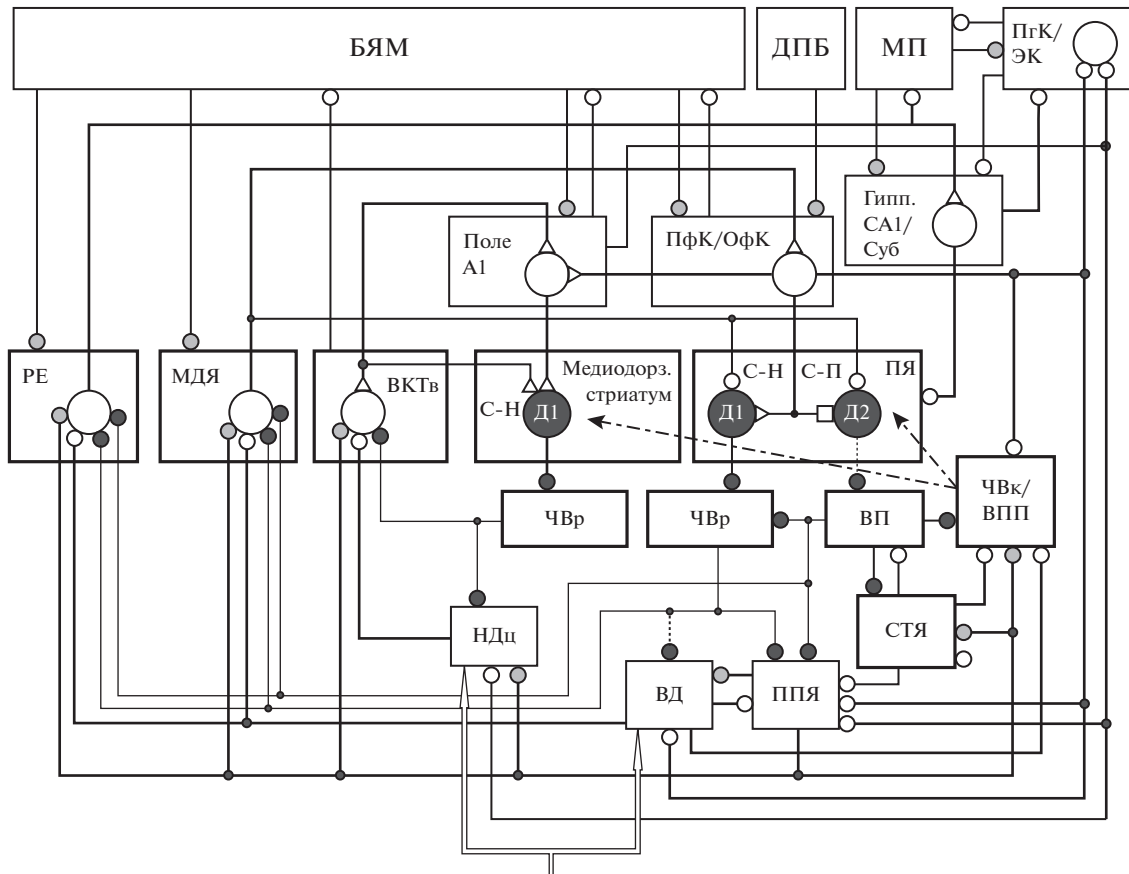 БЯМ
ДПБ
МП
ПгК/
ЭК
Поле
А1
ПфК/ОфК
Гипп.
СА1/
Суб
РЕ
МДЯ
ВКТв
С-Н
Д1
Медиодорз.
стриатум
С-Н
С-П
ПЯ
Д1
Д2
ЧВр
ЧВр
ВП
ЧВк/
ВПП
НДц
СТЯ
ВД
ППЯ